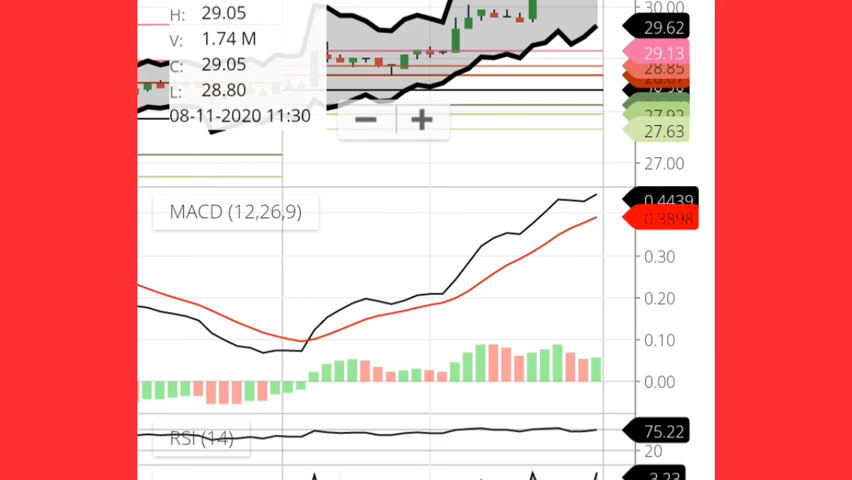 H: 29.05
V: 1.74 M
C: 29.05
L: 28.80
08-11-2020 11:30
30.00
29.62
29.13
28.85
27.92
27.63
27.00
MACD (12,26,9)
0.4439
0.3898
0.30
0.20
0.10
0.00
RSI (14)
75.22
20
3.23